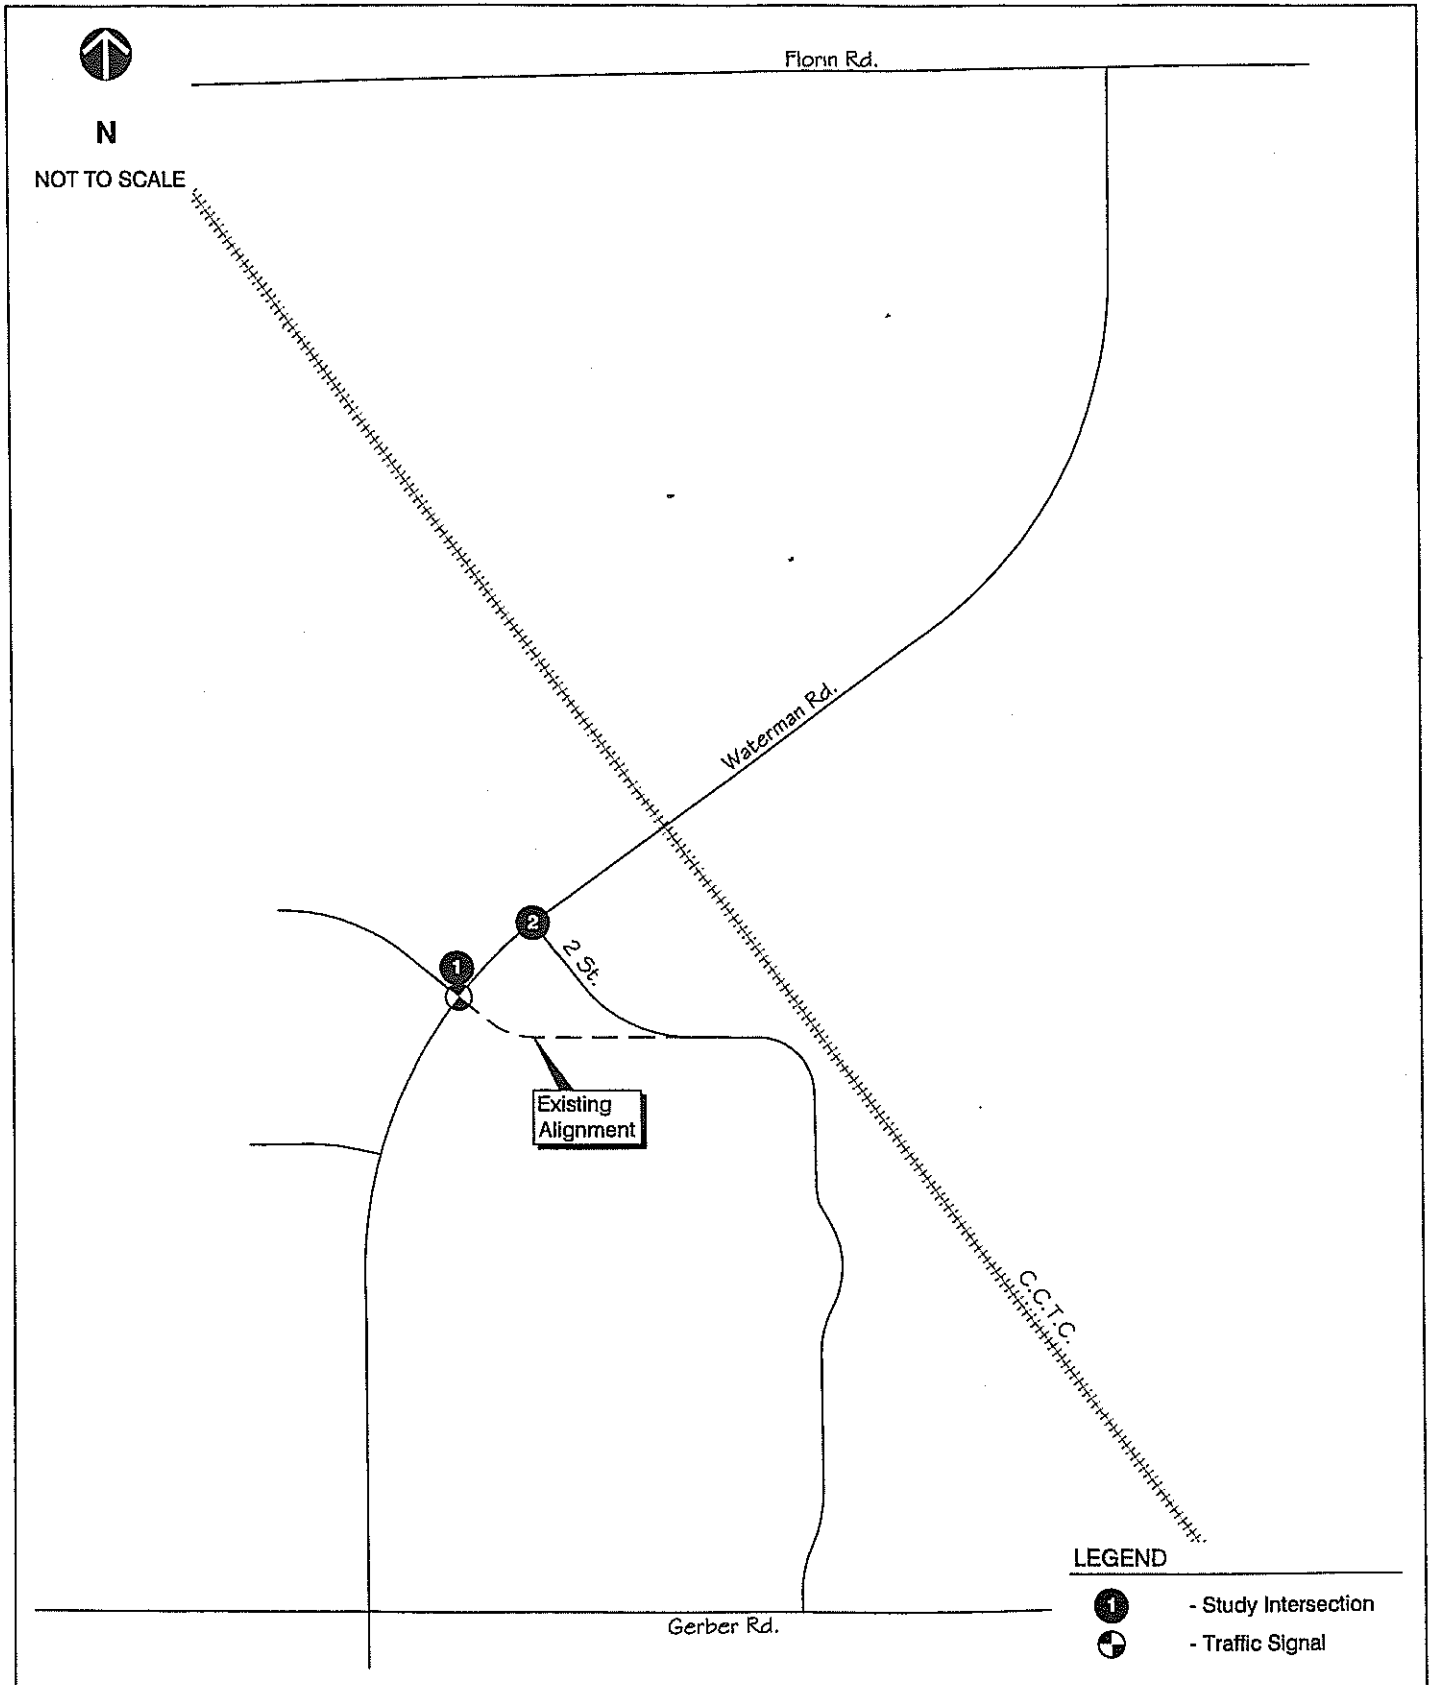 Florin Rd.
N
NOT TO SCALE
Waterman Rd.
2
2 St.
1
Existing
Alignment
C.C.T.C.
LEGEND
1 - Study Intersection
- Traffic Signal
Gerber Rd.